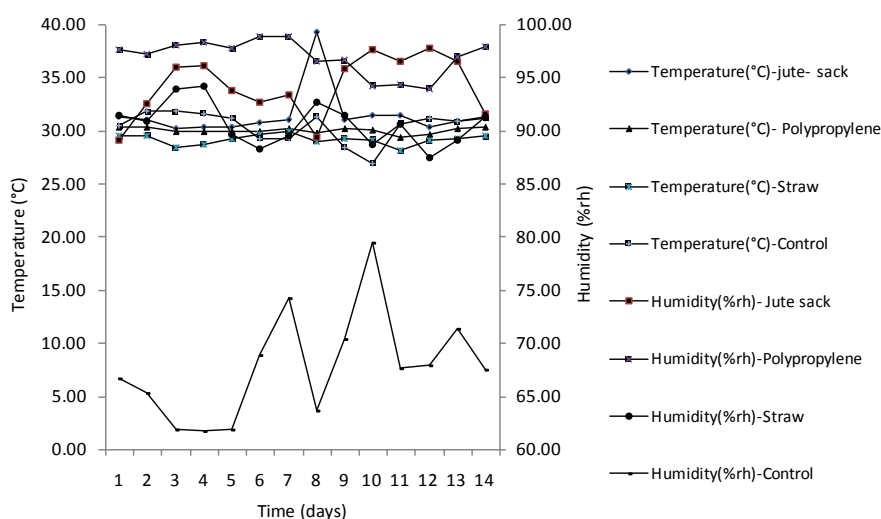 40.00
35.00
30.00
25.00
20.00
15.00
10.00
5.00
0.00
Temperature (°C)
100.00
95.00
90.00
85.00
80.00
75.00
70.00
65.00
60.00
Humidity (%rh)
1 2 3 4 5 6 7 8 9 10 11 12 13 14
Time (days)
Temperature(°C)-jute- sack
Temperature(°C)- Polypropylene
Temperature(°C)-Straw
Temperature(°C)-Control
Humidity(%rh)- Jute sack
Humidity(%rh)-Polypropylene
Humidity(%rh)-Straw
Humidity(%rh)-Control